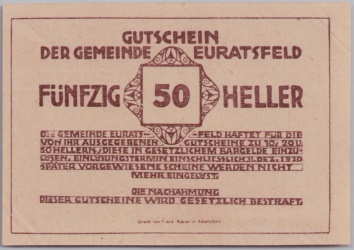 GUTSCHEIN
DER GEMEINDE EURATSFELD
FÜNFZIG 50 HELLER
DIE GEMEINDE EURATS- -FELD HAFTET FÜR DIE
VON IHR AUSGEGEBENEN GUTSCHEINE ZU 10, 20 U.
50 HELLERN, DIESE IN GESETZLICHEM BARGELDE EINZU-
LÖSEN. EINLÖSUNGSTERMIN EINSCHLIESSLICH 31. DEZ. 1920
SPÄTER VORGEWIESENE SCHEINE WERDEN NICHT
MEHR EINGELÖST.
DIE NACHAHMUNG
DIESER GUTSCHEINE WIRD GESETZLICH BESTRAFT.